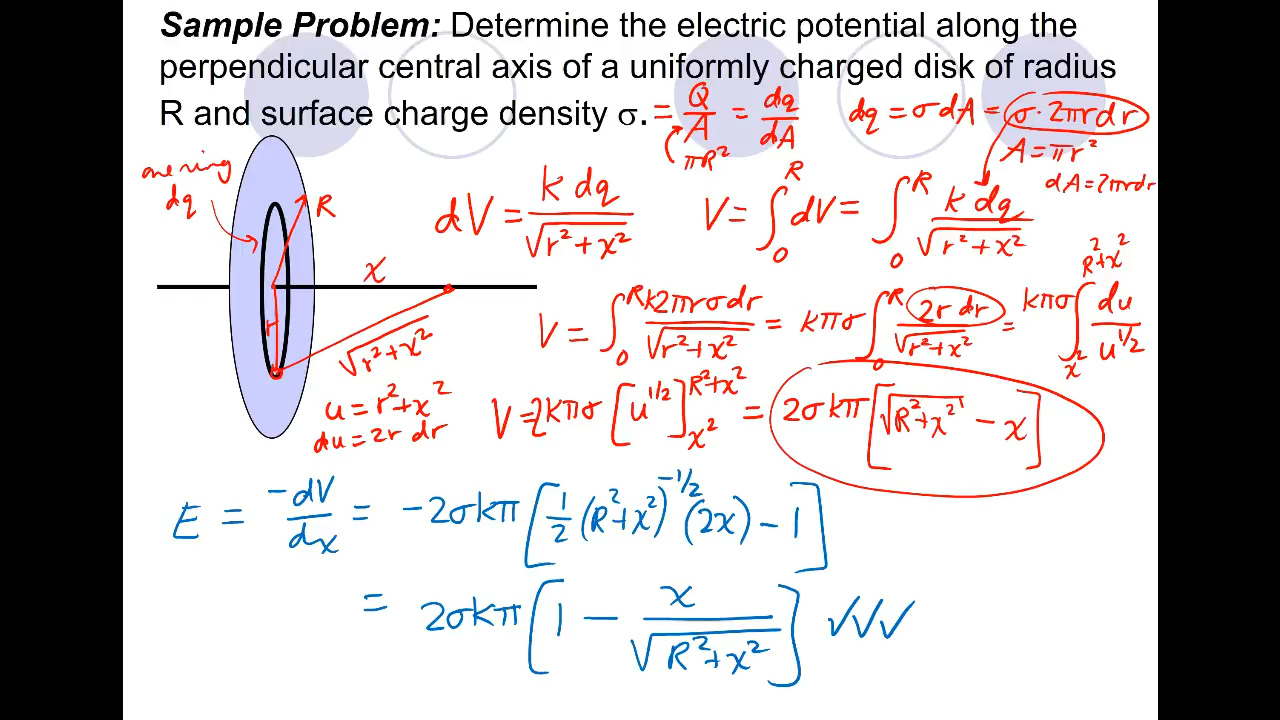 Sample Problem: Determine the electric potential along the
perpendicular central axis of a uniformly charged disk of radius
R and surface charge density σ. = Q/A = dq/dA
πR²
dq = σ dA = σ · 2πr dr
A = πr²
dA = 2πr dr
one ring
dq
R
r
x
√(r² + x²)
dV = k dq / √(r² + x²)
V = ∫₀ᴿ dV = ∫₀ᴿ k dq / √(r² + x²)
V = ∫₀ᴿ k2πrσ dr / √(r² + x²) = kπσ ∫₀ᴿ 2r dr / √(r² + x²) = kπσ ∫_{x²}^{R²+x²} du / u^{1/2}
u = r² + x²
du = 2r dr
V = 2kπσ [u^{1/2}]_{x²}^{R²+x²} = 2σkπ [√(R² + x²) − x]
E = −dV/dx = −2σkπ [1/2 (R² + x²)^{−1/2} (2x) − 1]
= 2σkπ [1 − x / √(R² + x²)] ✓✓✓